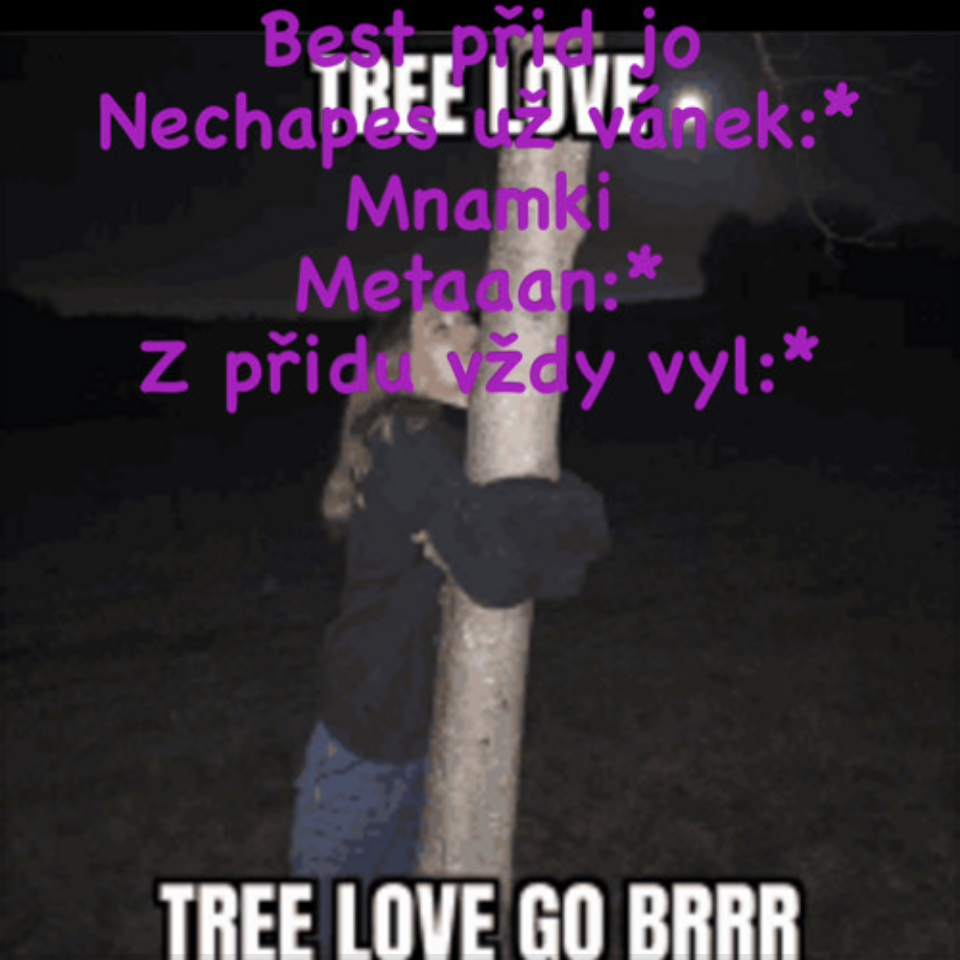 Best přid jo
TREE LOVE
Nechapes už vánek:*
Mnamki
Metaaan:*
Z přidu vždy vyl:*
TREE LOVE GO BRRR